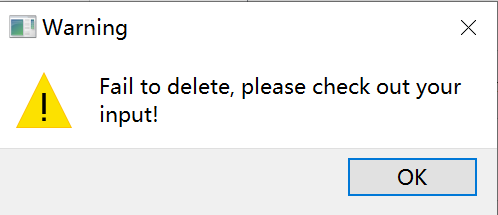 Warning
Fail to delete, please check out your
input!
OK